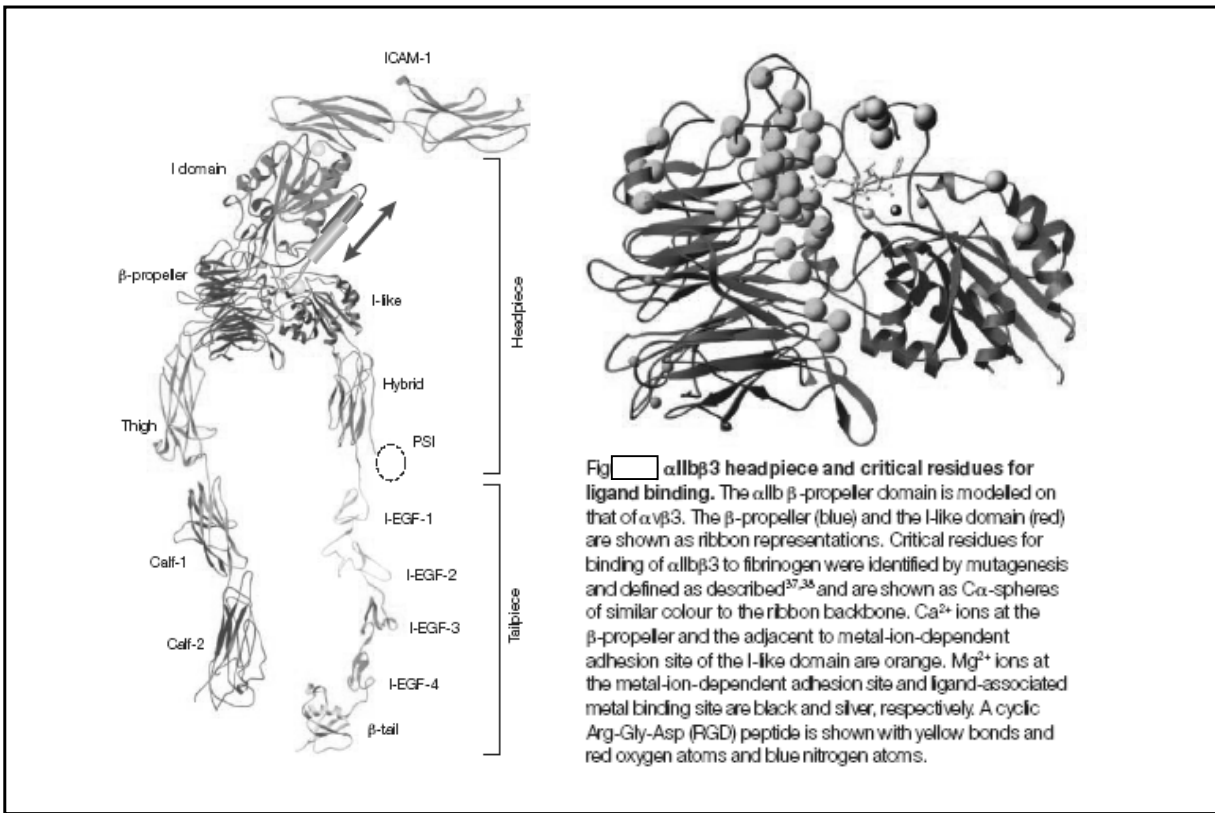 ICAM-1
I domain
β-propeller
I-like
Headpiece
Hybrid
Thigh
PSI
I-EGF-1
Calf-1
I-EGF-2
Tailpiece
I-EGF-3
Calf-2
I-EGF-4
β-tail
Fig αIIbβ3 headpiece and critical residues for
ligand binding. The αIIb β-propeller domain is modelled on
that of αvβ3. The β-propeller (blue) and the I-like domain (red)
are shown as ribbon representations. Critical residues for
binding of αIIbβ3 to fibrinogen were identified by mutagenesis
and defined as described³⁷,³⁸ and are shown as Cα-spheres
of similar colour to the ribbon backbone. Ca²⁺ ions at the
β-propeller and the adjacent to metal-ion-dependent
adhesion site of the I-like domain are orange. Mg²⁺ ions at
the metal-ion-dependent adhesion site and ligand-associated
metal binding site are black and silver, respectively. A cyclic
Arg-Gly-Asp (RGD) peptide is shown with yellow bonds and
red oxygen atoms and blue nitrogen atoms.